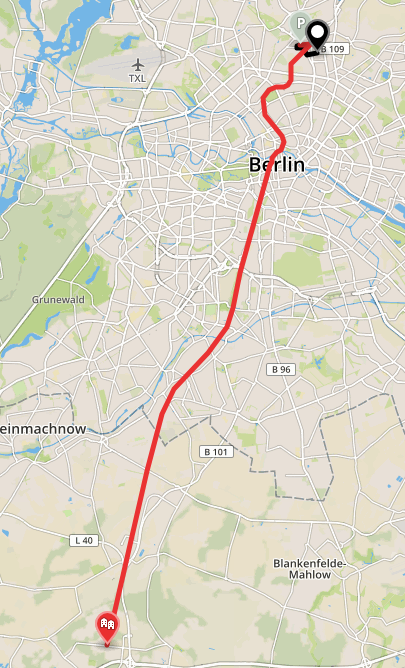 P
B 109
TXL
Berlin
Grunewald
B 96
einmachnow
B 101
L 40
Blankenfelde-
Mahlow